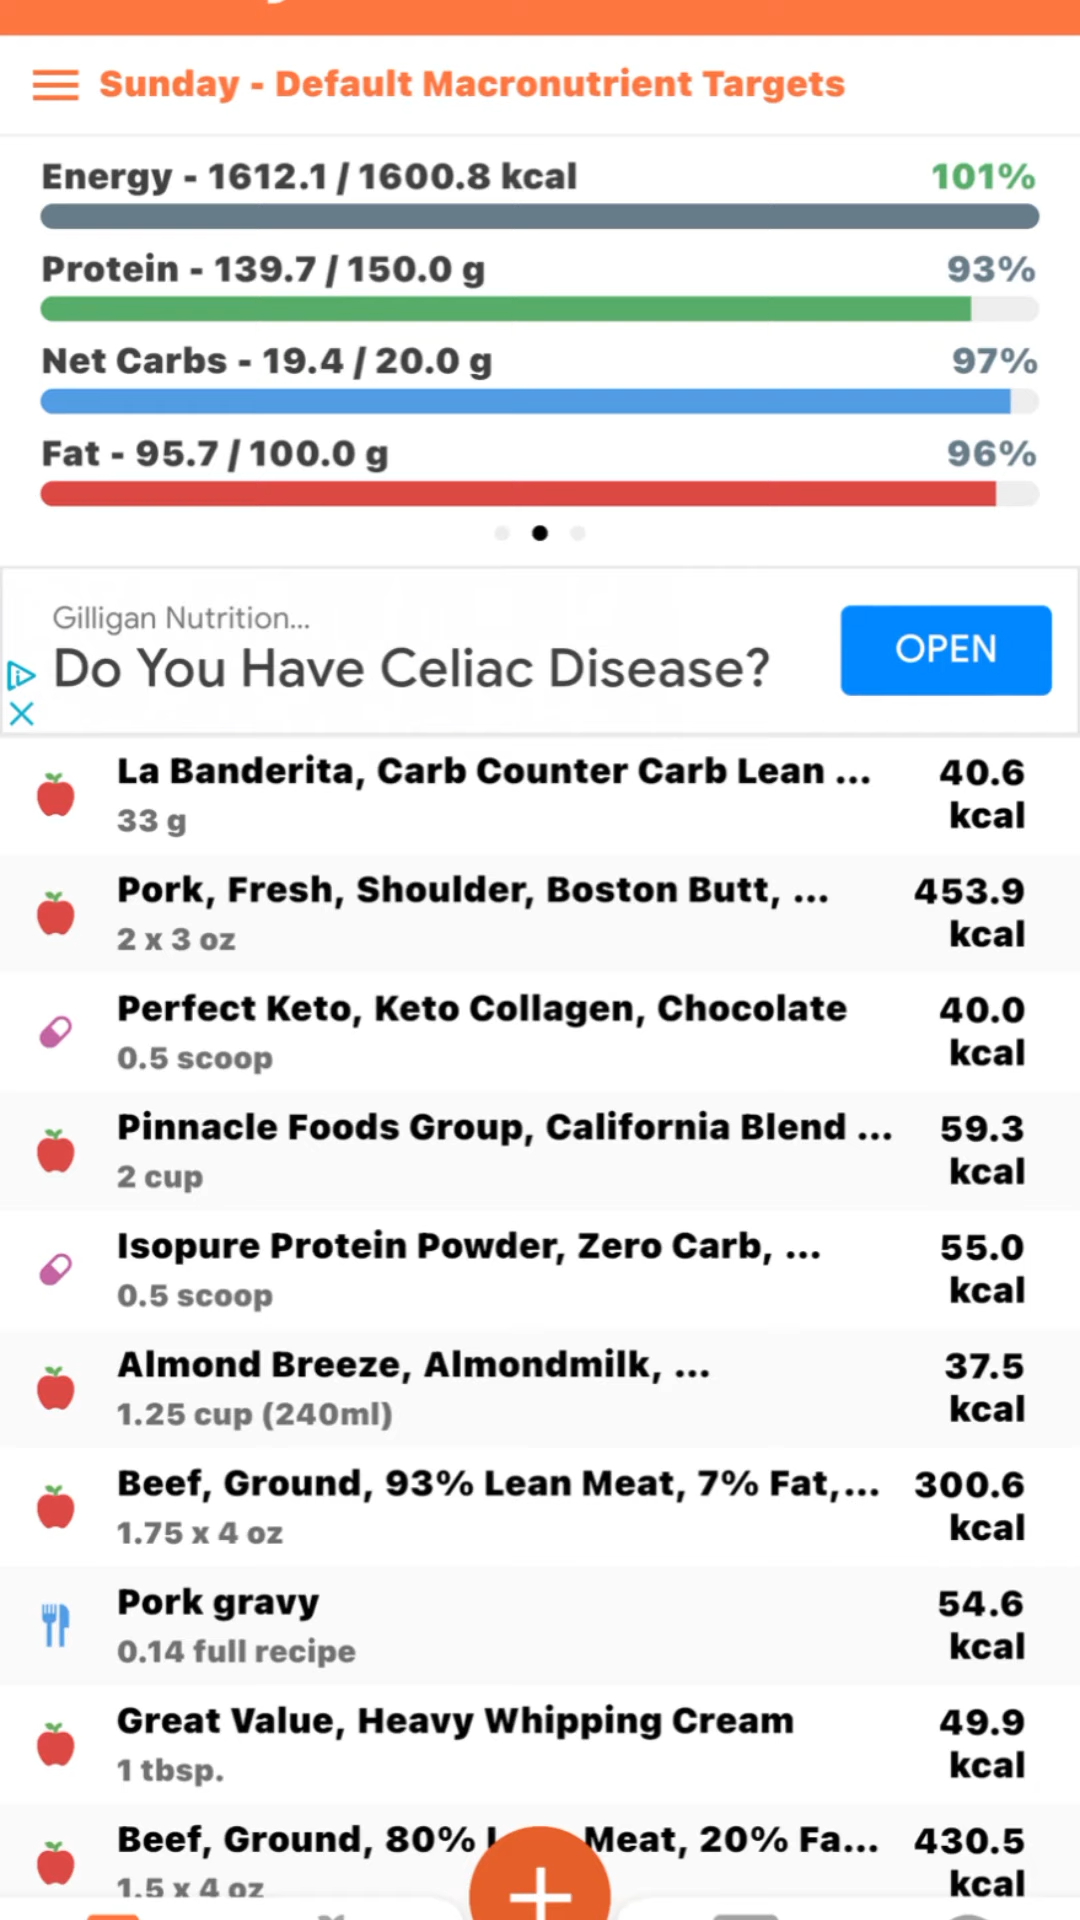 Sunday - Default Macronutrient Targets
Energy - 1612.1 / 1600.8 kcal 101%
Protein - 139.7 / 150.0 g 93%
Net Carbs - 19.4 / 20.0 g 97%
Fat - 95.7 / 100.0 g 96%
Gilligan Nutrition...
Do You Have Celiac Disease?
OPEN
La Banderita, Carb Counter Carb Lean ... 40.6
33 g kcal
Pork, Fresh, Shoulder, Boston Butt, ... 453.9
2 x 3 oz kcal
Perfect Keto, Keto Collagen, Chocolate 40.0
0.5 scoop kcal
Pinnacle Foods Group, California Blend ... 59.3
2 cup kcal
Isopure Protein Powder, Zero Carb, ... 55.0
0.5 scoop kcal
Almond Breeze, Almondmilk, ... 37.5
1.25 cup (240ml) kcal
Beef, Ground, 93% Lean Meat, 7% Fat,... 300.6
1.75 x 4 oz kcal
Pork gravy 54.6
0.14 full recipe kcal
Great Value, Heavy Whipping Cream 49.9
1 tbsp. kcal
Beef, Ground, 80% Meat, 20% Fa... 430.5
1.5 x 4 oz kcal